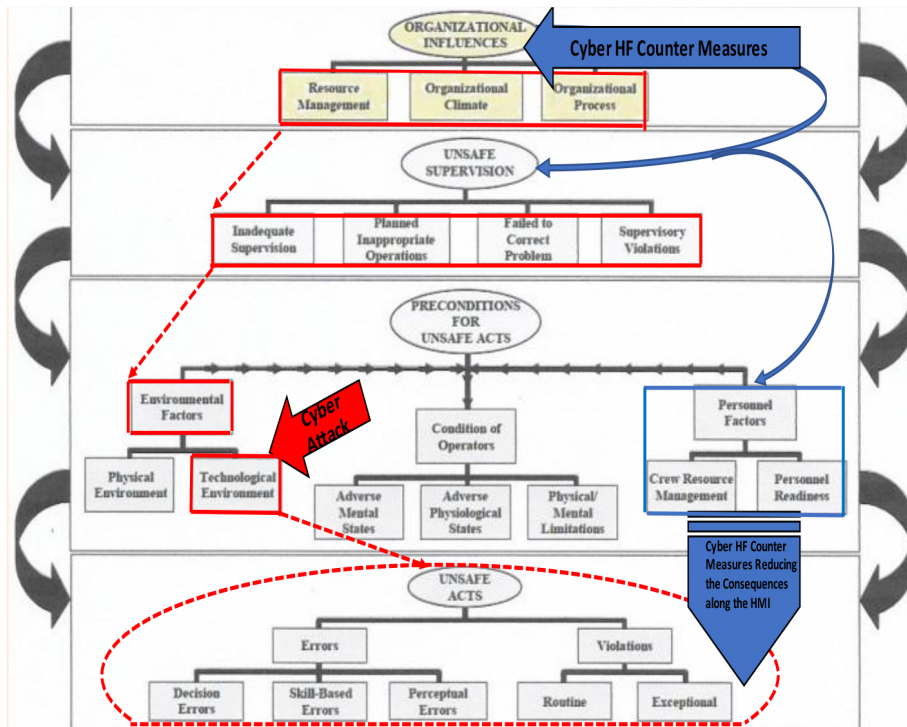 ORGANIZATIONAL
INFLUENCES
Cyber HF Counter Measures
Resource
Management
Organizational
Climate
Organizational
Process
UNSAFE
SUPERVISION
Inadequate
Supervision
Planned
Inappropriate
Operations
Failed to
Correct
Problem
Supervisory
Violations
PRECONDITIONS
FOR
UNSAFE ACTS
Environmental
Factors
Cyber
Attack
Condition of
Operators
Personnel
Factors
Physical
Environment
Technological
Environment
Adverse
Mental
States
Adverse
Physiological
States
Physical/
Mental
Limitations
Crew Resource
Management
Personnel
Readiness
Cyber HF Counter
Measures Reducing
the Consequences
along the HMI
UNSAFE
ACTS
Errors
Violations
Decision
Errors
Skill-Based
Errors
Perceptual
Errors
Routine
Exceptional